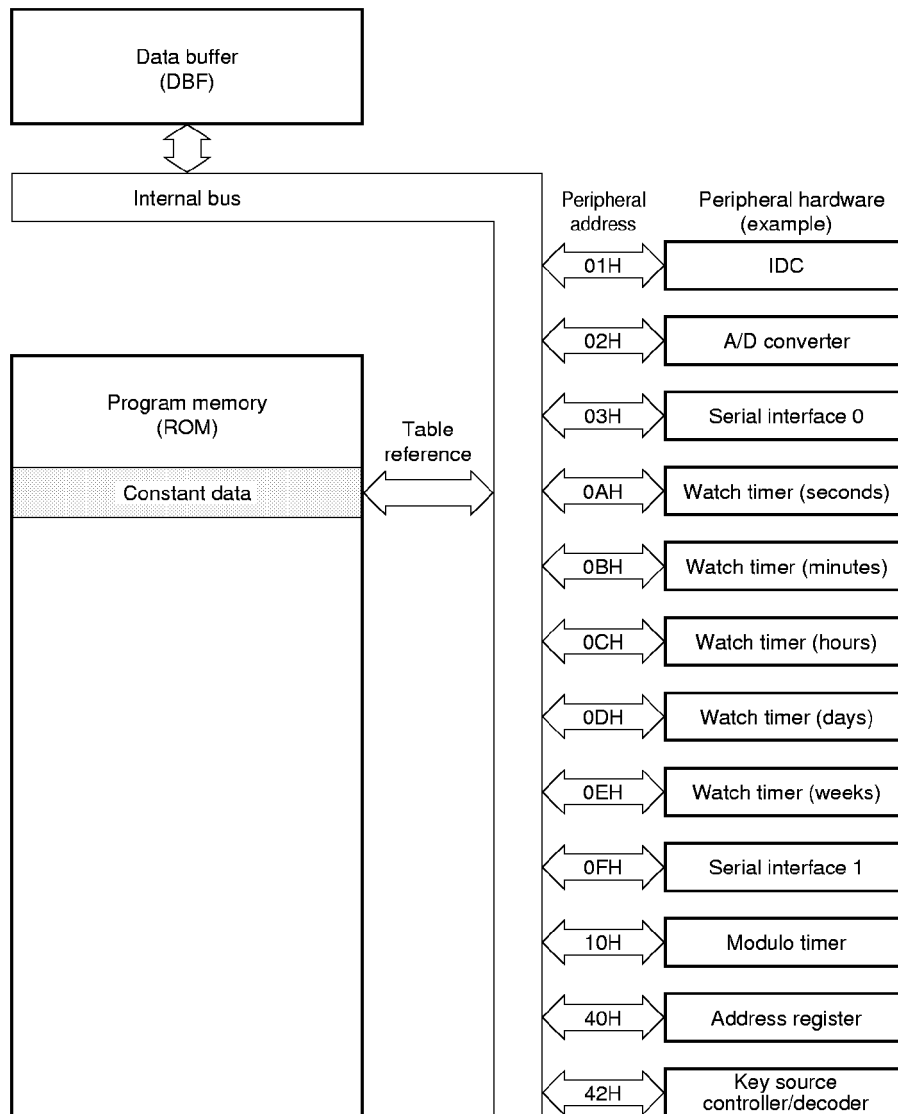 Data buffer
(DBF)
Internal bus
Peripheral
address
Peripheral hardware
(example)
01H
IDC
02H
A/D converter
03H
Serial interface 0
Program memory
(ROM)
Table
reference
Constant data
0AH
Watch timer (seconds)
0BH
Watch timer (minutes)
0CH
Watch timer (hours)
0DH
Watch timer (days)
0EH
Watch timer (weeks)
0FH
Serial interface 1
10H
Modulo timer
40H
Address register
42H
Key source
controller/decoder